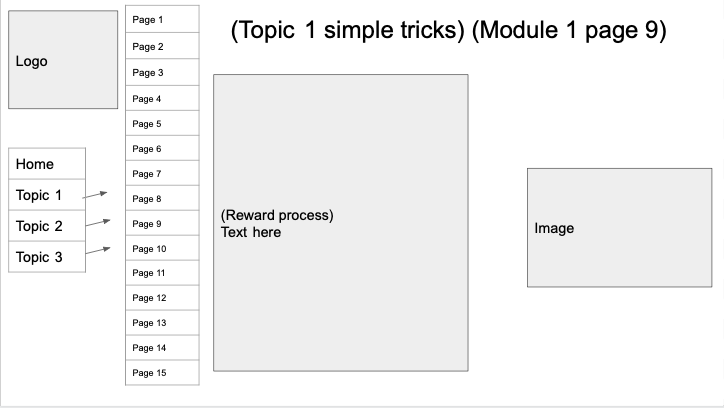 Logo
Home
Topic 1
Topic 2
Topic 3
Page 1
Page 2
Page 3
Page 4
Page 5
Page 6
Page 7
Page 8
Page 9
Page 10
Page 11
Page 12
Page 13
Page 14
Page 15
(Topic 1 simple tricks) (Module 1 page 9)
(Reward process)
Text here
Image